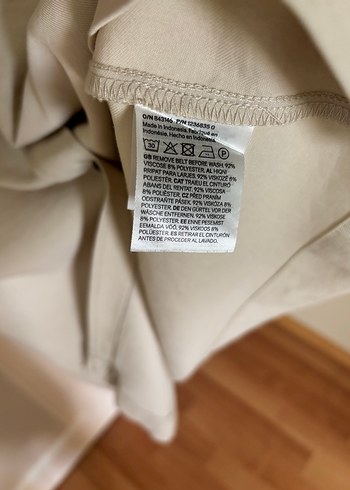 O/N 543146 P/N 1236835 0
Made in Indonesia. Fabriqué en
Indonésie. Hecho en Indonesia
30
P
GB REMOVE BELT BEFORE WASH. 92%
VISCOSE 8% POLYESTER. AL HIQNI
RRIPAT PARA LARJES. 92% VISKOZË 8%
POLIESTER. CAT TRAIEU EL CINTURÓ
ABANS DEL RENTAT. 92% VISCOSA
8% POLIÈSTER. CZ PŘED PRANÍM
ODSTRAŇTE PÁSEK. 92% VISKÓZA 8%
POLYESTER. DE DEN GÜRTEL VOR DER
WÄSCHE ENTFERNEN. 92% VISKOSE
8% POLYESTER. EE ENNE PESEMIST
EEMALDA VÖÖ. 92% VISKOOS 8%
POLÜESTER. ES RETIRAR EL CINTURÓN
ANTES DE PROCEDER AL LAVADO.